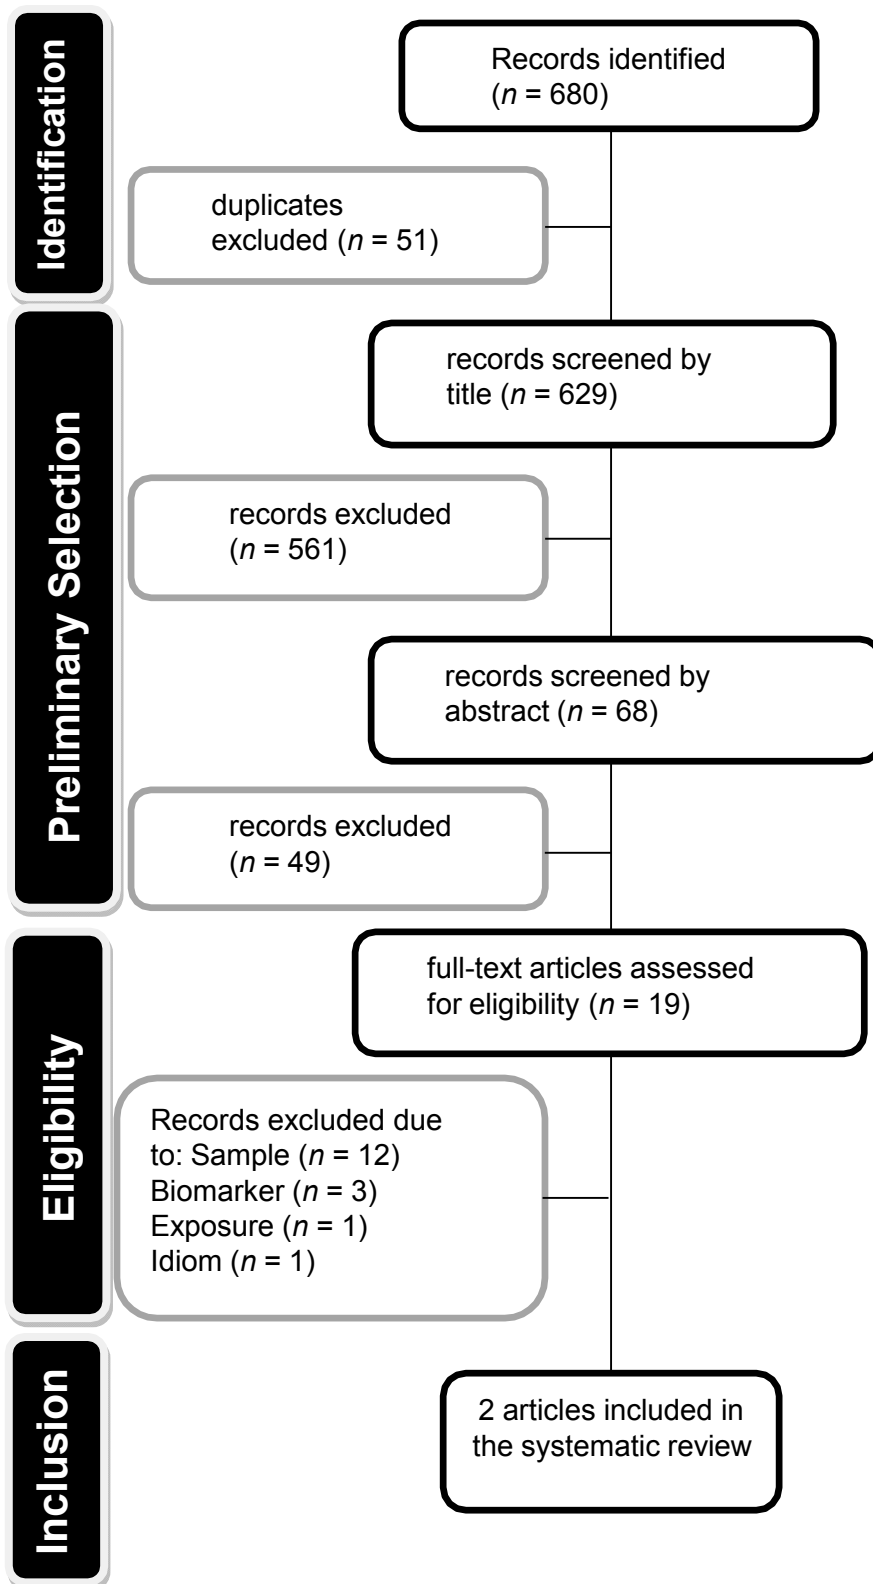 Identification
Records identified
(n = 680)
duplicates
excluded (n = 51)
Preliminary Selection
records screened by
title (n = 629)
records excluded
(n = 561)
records screened by
abstract (n = 68)
records excluded
(n = 49)
Eligibility
full-text articles assessed
for eligibility (n = 19)
Records excluded due
to: Sample (n = 12)
Biomarker (n = 3)
Exposure (n = 1)
Idiom (n = 1)
Inclusion
2 articles included in
the systematic review